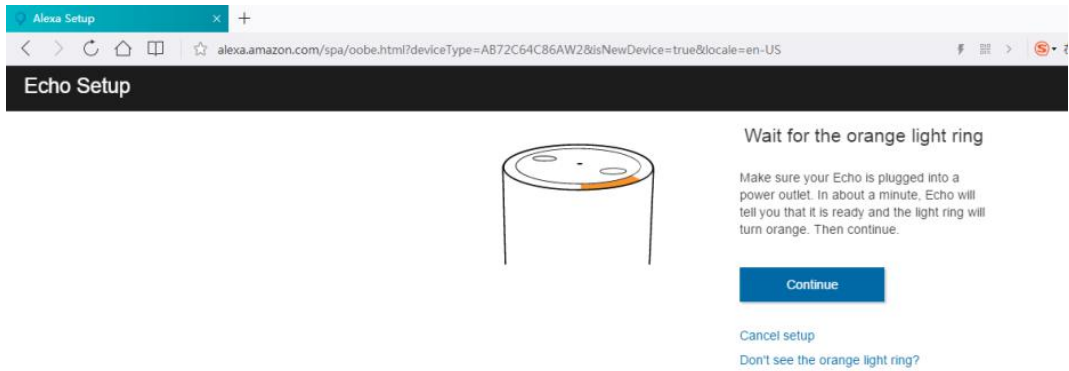 Alexa Setup
alexa.amazon.com/spa/oobe.html?deviceType=AB72C64C86AW2&isNewDevice=true&locale=en-US
Echo Setup
Wait for the orange light ring
Make sure your Echo is plugged into a
power outlet. In about a minute, Echo will
tell you that it is ready and the light ring will
turn orange. Then continue.
Continue
Cancel setup
Don't see the orange light ring?